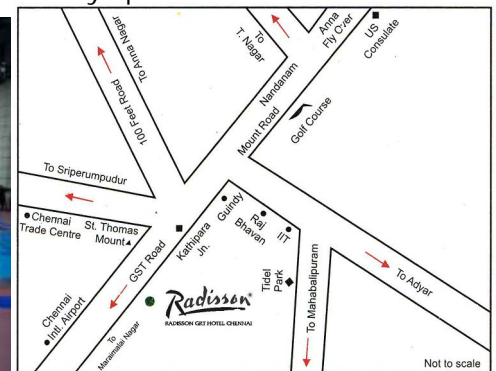 To Anna Nagar
100 Feet Road
To
T. Nagar
Anna
Fly Over
US
Consulate
Nandanam
Mount Road
Golf Course
To Sriperumpudur
Chennai
Trade Centre
St. Thomas
Mount
GST Road
Kathipara
Jn.
Guindy
Raj
Bhavan
IIT
Tidel
Park
To Mahabalipuram
To Adyar
Chennai
Intl. Airport
To
Maraimalai Nagar
Radisson
RADISSON GRT HOTEL CHENNAI
Not to scale